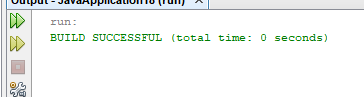 Output - JavaApplication18 (run) ×
run:
BUILD SUCCESSFUL (total time: 0 seconds)